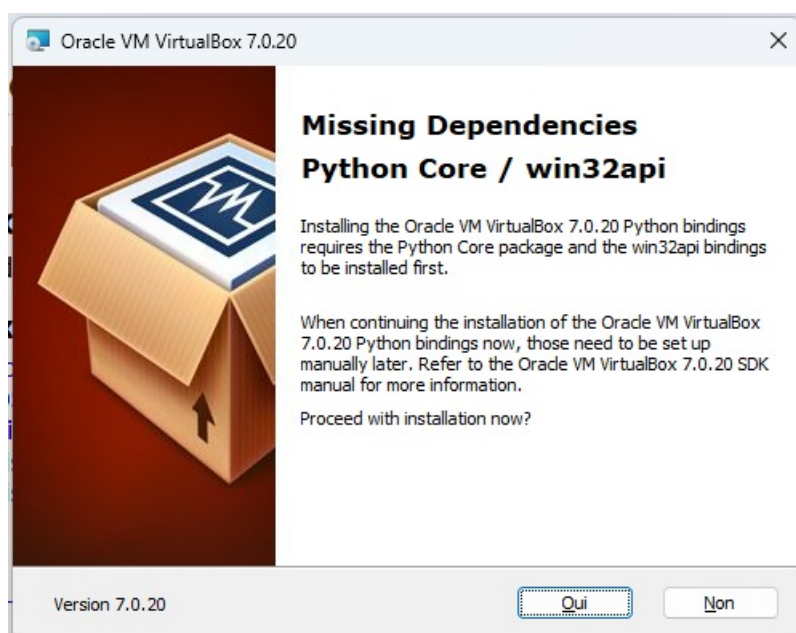 Oracle VM VirtualBox 7.0.20
Missing Dependencies
Python Core / win32api
Installing the Oracle VM VirtualBox 7.0.20 Python bindings
requires the Python Core package and the win32api bindings
to be installed first.
When continuing the installation of the Oracle VM VirtualBox
7.0.20 Python bindings now, those need to be set up
manually later. Refer to the Oracle VM VirtualBox 7.0.20 SDK
manual for more information.
Proceed with installation now?
Version 7.0.20
Oui
Non